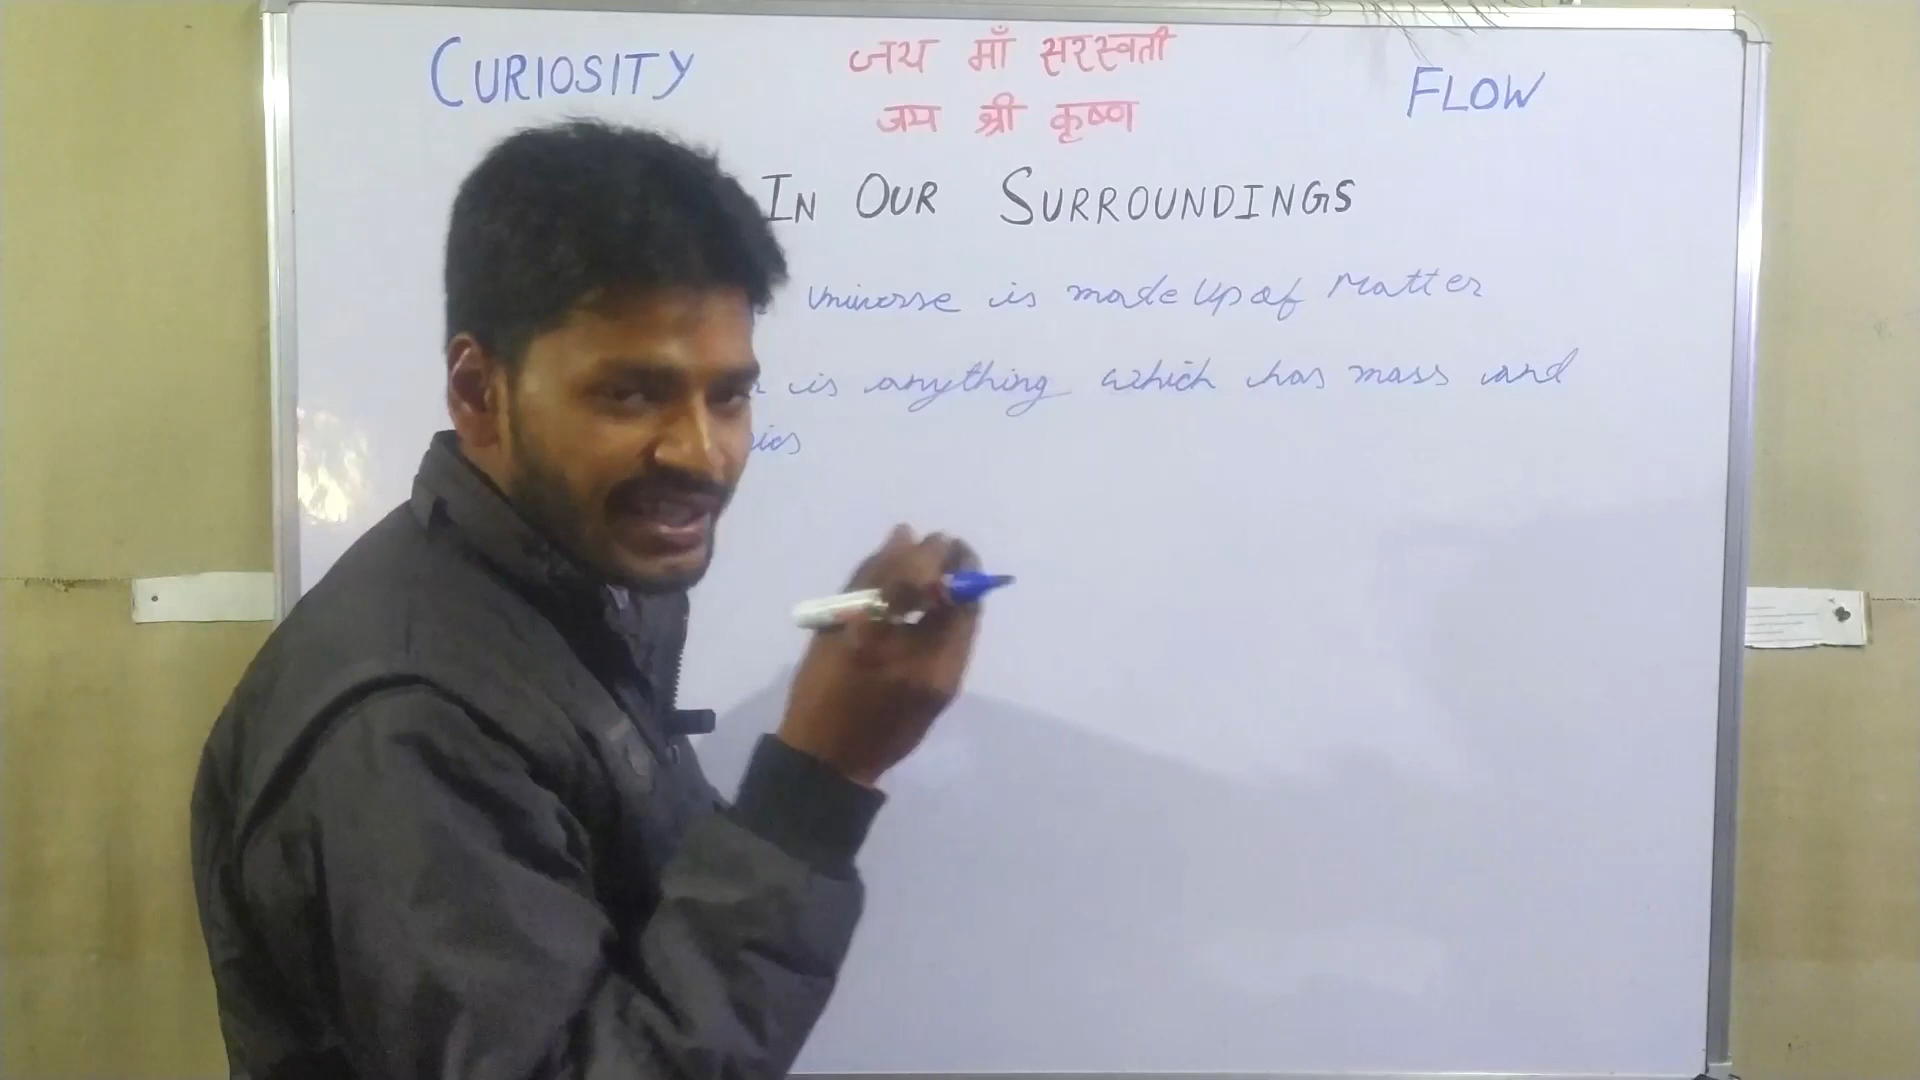 CURIOSITY
जय माँ सरस्वती
जय श्री कृष्ण
FLOW
IN OUR SURROUNDINGS
Universe is made up of Matter
is anything which has mass and